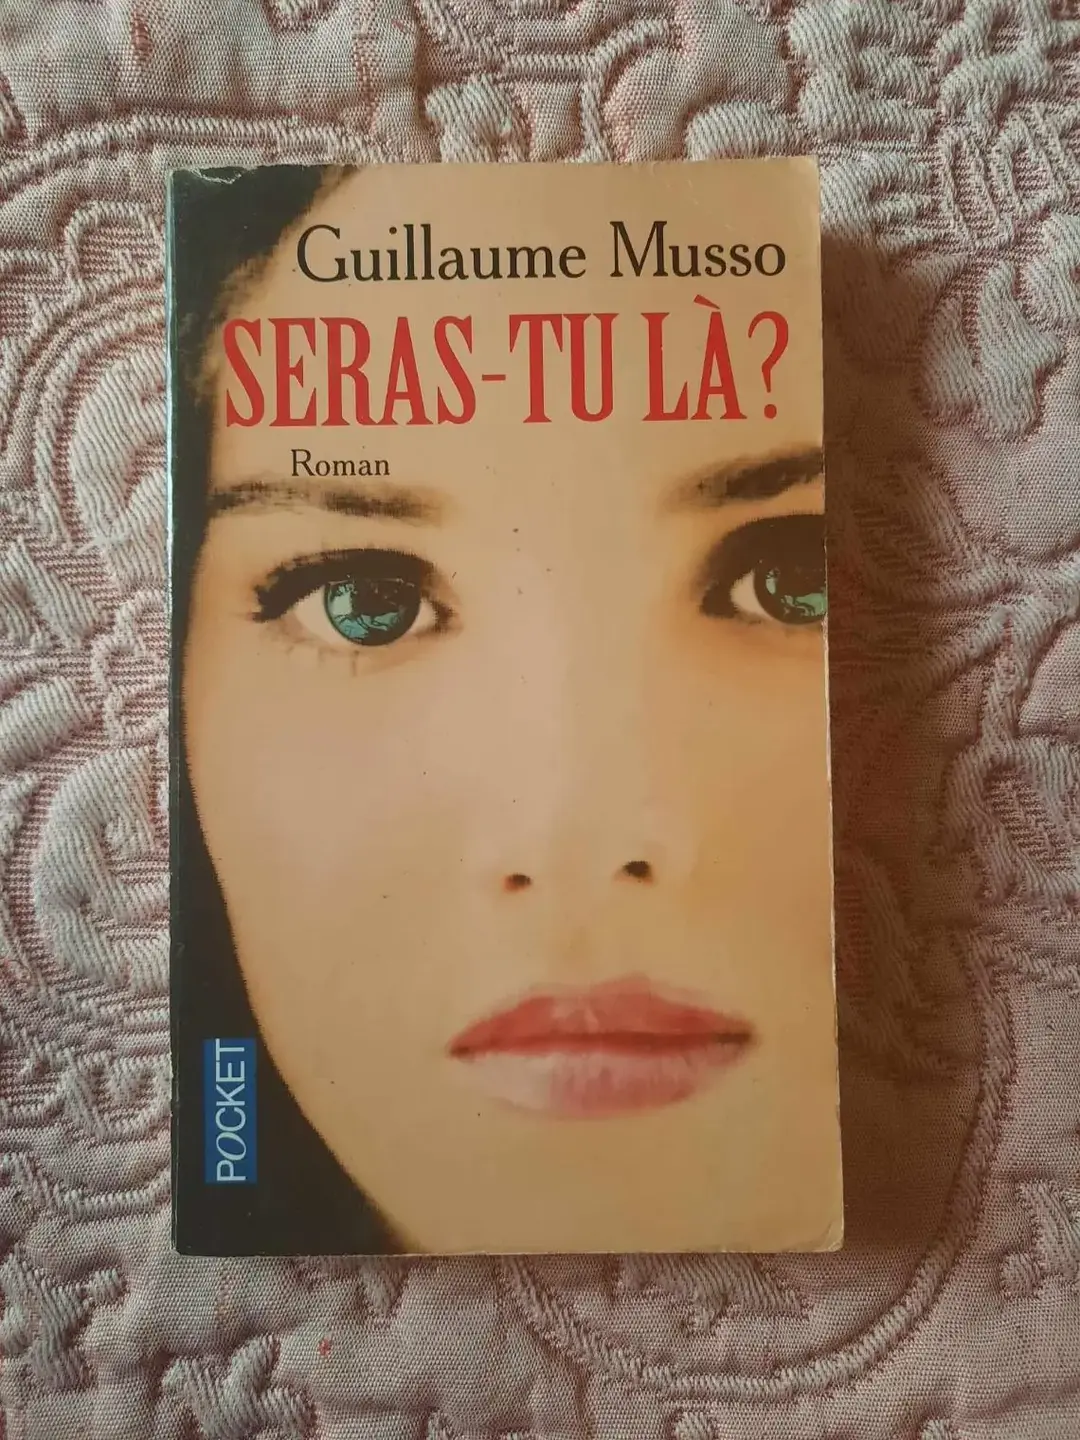 Guillaume Musso
SERAS-TU LÀ?
Roman
POCKET